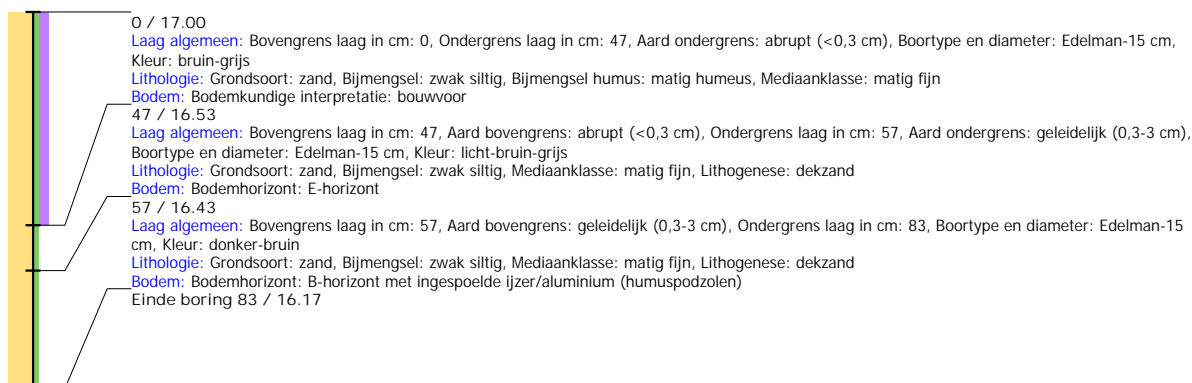 0 / 17.00
Laag algemeen: Bovengrens laag in cm: 0, Ondergrens laag in cm: 47, Aard ondergrens: abrupt (<0,3 cm), Boortype en diameter: Edelman-15 cm,
Kleur: bruin-grijs
Lithologie: Grondsoort: zand, Bijmengsel: zwak siltig, Bijmengsel humus: matig humeus, Mediaanklasse: matig fijn
Bodem: Bodemkundige interpretatie: bouwvoor
47 / 16.53
Laag algemeen: Bovengrens laag in cm: 47, Aard bovengrens: abrupt (<0,3 cm), Ondergrens laag in cm: 57, Aard ondergrens: geleidelijk (0,3-3 cm),
Boortype en diameter: Edelman-15 cm, Kleur: licht-bruin-grijs
Lithologie: Grondsoort: zand, Bijmengsel: zwak siltig, Mediaanklasse: matig fijn, Lithogenese: dekzand
Bodem: Bodemhorizont: E-horizont
57 / 16.43
Laag algemeen: Bovengrens laag in cm: 57, Aard bovengrens: geleidelijk (0,3-3 cm), Ondergrens laag in cm: 83, Boortype en diameter: Edelman-15
cm, Kleur: donker-bruin
Lithologie: Grondsoort: zand, Bijmengsel: zwak siltig, Mediaanklasse: matig fijn, Lithogenese: dekzand
Bodem: Bodemhorizont: B-horizont met ingespoelde ijzer/aluminium (humuspodzolen)
Einde boring 83 / 16.17